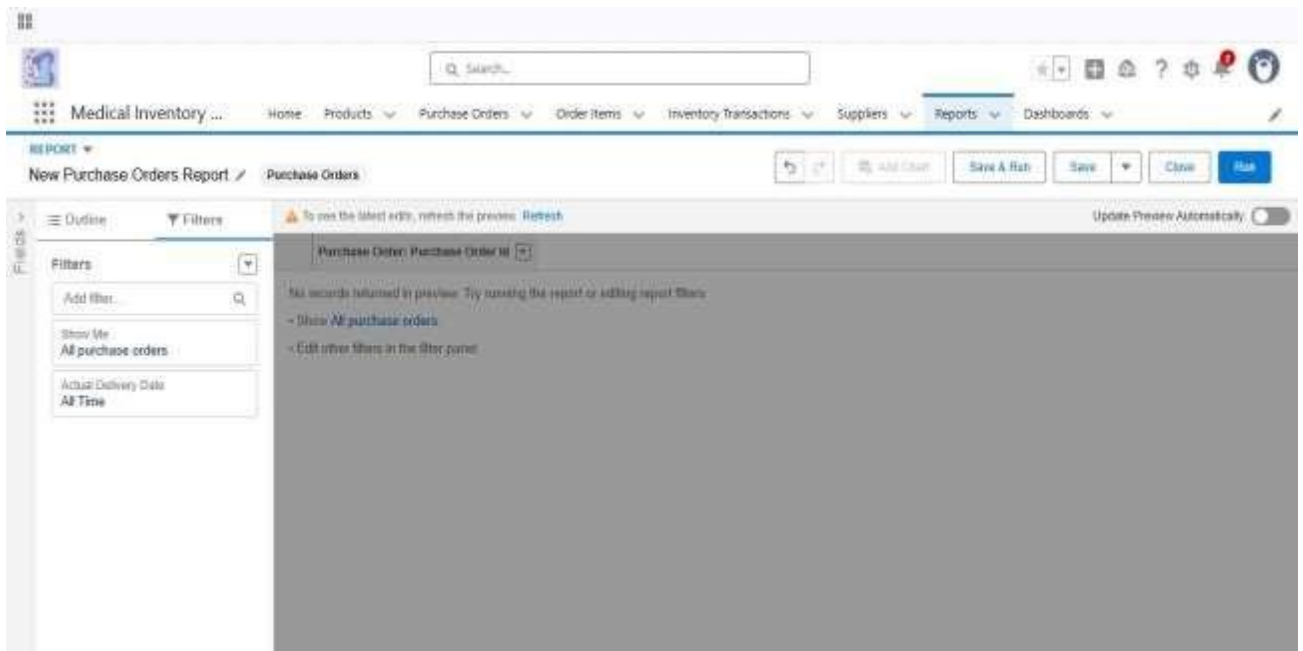 Search...
Medical Inventory ... Home Products Purchase Orders Order Items Inventory Transactions Suppliers Reports Dashboards
REPORT
New Purchase Orders Report Purchase Orders Add Chart Save & Run Save Close Run
Fields
Outline Filters
To see the latest edits, refresh the preview. Refresh
Update Preview Automatically
Filters
Add filter...
Show Me
All purchase orders
Actual Delivery Date
All Time
Purchase Order: Purchase Order Id
No records returned in preview. Try running the report or editing report filters
- Show All purchase orders
- Edit other filters in the filter panel